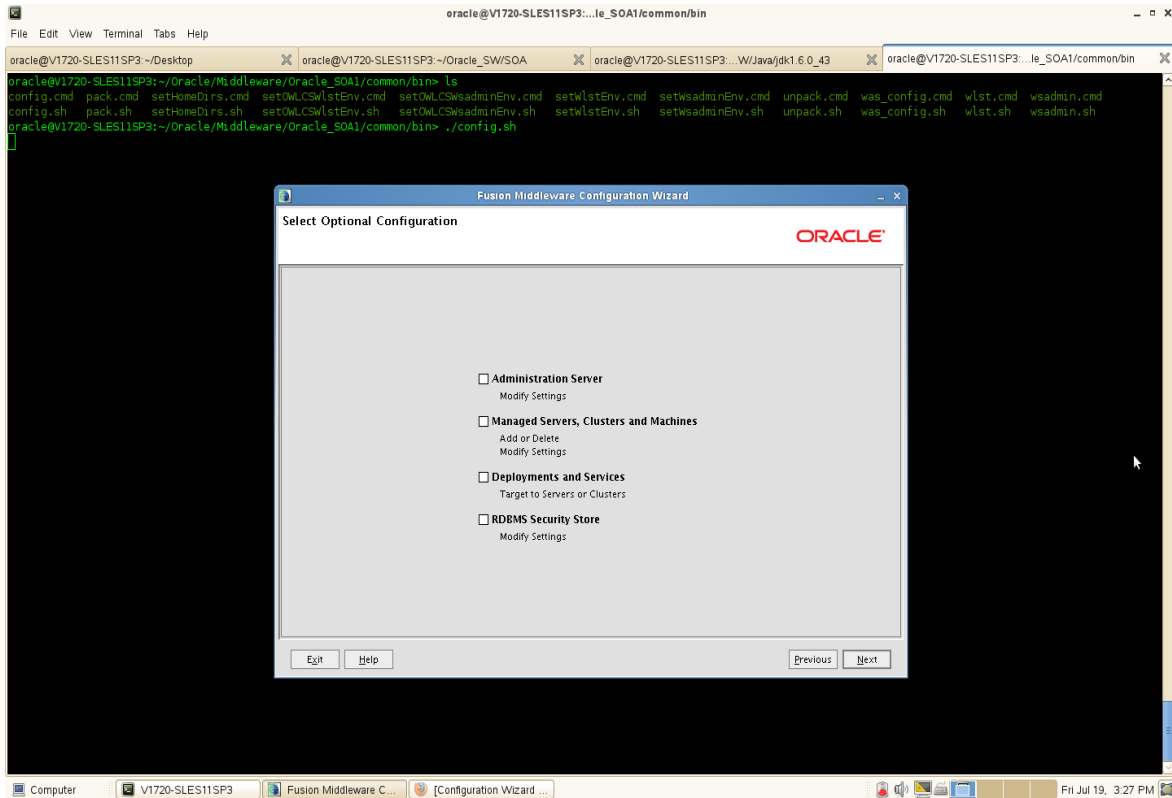 oracle@V1720-SLES11SP3:...le_SOA1/common/bin
File Edit View Terminal Tabs Help
oracle@V1720-SLES11SP3:~/Desktop oracle@V1720-SLES11SP3:~/Oracle_SW/SOA oracle@V1720-SLES11SP3:...W/Java/jdk1.6.0_43 oracle@V1720-SLES11SP3:...le_SOA1/common/bin
oracle@V1720-SLES11SP3:~/Oracle/Middleware/Oracle_SOA1/common/bin> ls
config.cmd pack.cmd setHomeDirs.cmd setOWLCSWlstEnv.cmd setOWLCSWsadminEnv.cmd setWlstEnv.cmd setWsadminEnv.cmd unpack.cmd was_config.cmd wlst.cmd wsadmin.cmd
config.sh pack.sh setHomeDirs.sh setOWLCSWlstEnv.sh setOWLCSWsadminEnv.sh setWlstEnv.sh setWsadminEnv.sh unpack.sh was_config.sh wlst.sh wsadmin.sh
oracle@V1720-SLES11SP3:~/Oracle/Middleware/Oracle_SOA1/common/bin> ./config.sh
Fusion Middleware Configuration Wizard
Select Optional Configuration
ORACLE
Administration Server
Modify Settings
Managed Servers, Clusters and Machines
Add or Delete
Modify Settings
Deployments and Services
Target to Servers or Clusters
RDBMS Security Store
Modify Settings
Exit Help Previous Next
Computer V1720-SLES11SP3 Fusion Middleware C... [Configuration Wizard ... Fri Jul 19, 3:27 PM